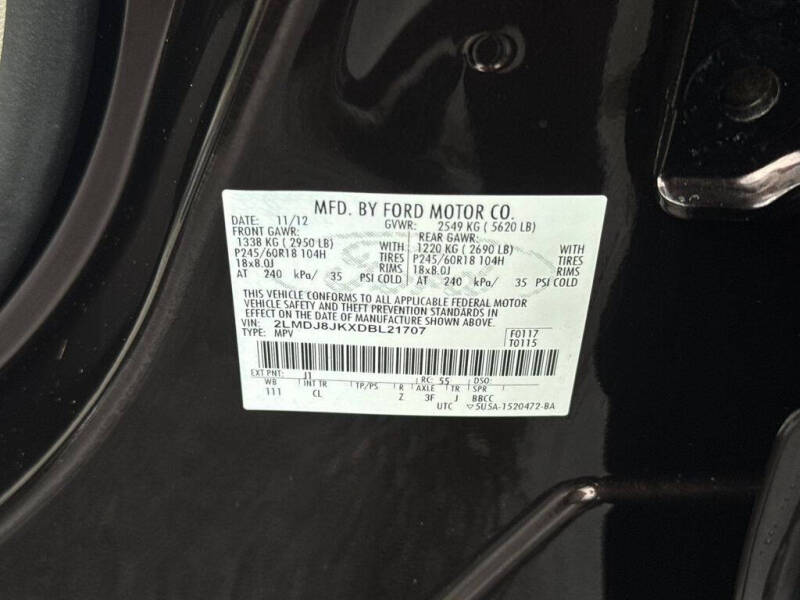 MFD. BY FORD MOTOR CO.
DATE: 11/12 GVWR: 2549 KG ( 5620 LB)
FRONT GAWR: REAR GAWR:
1338 KG ( 2950 LB) WITH 1220 KG ( 2690 LB) WITH
P245/60R18 104H TIRES P245/60R18 104H TIRES
18x8.0J RIMS 18x8.0J RIMS
AT 240 kPa/ 35 PSI COLD AT 240 kPa/ 35 PSI COLD
THIS VEHICLE CONFORMS TO ALL APPLICABLE FEDERAL MOTOR
VEHICLE SAFETY AND THEFT PREVENTION STANDARDS IN
EFFECT ON THE DATE OF MANUFACTURE SHOWN ABOVE.
VIN: 2LMDJ8JKXDBL21707 F0117
TYPE: MPV T0115
EXT PNT: J1 RC: 55 DSO:
WB INT TR TP/PS R AXLE TR SPR
111 CL Z 3F J BBCC
UTC ▽5U5A-1520472-BA